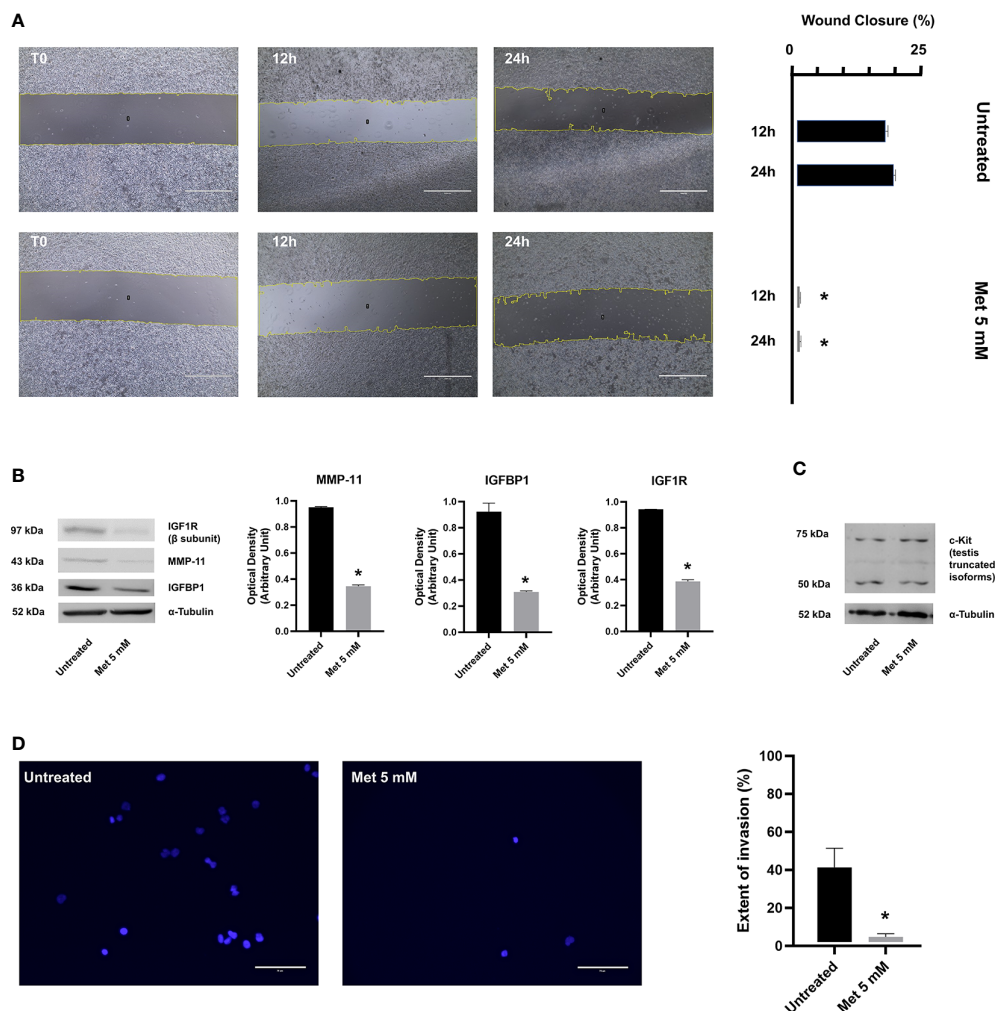 A
T0
12h
24h
T0
12h
24h
Wound Closure (%)
0
25
12h
24h
Untreated
12h
*
24h
*
Met 5 mM
B
97 kDa
IGF1R
(β subunit)
43 kDa
MMP-11
36 kDa
IGFBP1
52 kDa
α-Tubulin
Untreated
Met 5 mM
MMP-11
Optical Density
(Arbitrary Unit)
1.0
0.8
0.6
0.4
0.2
0.0
*
Untreated
Met 5 mM
IGFBP1
Optical Density
(Arbitrary Unit)
1.0
0.8
0.6
0.4
0.2
0.0
*
Untreated
Met 5 mM
IGF1R
Optical Density
(Arbitrary Unit)
1.0
0.8
0.6
0.4
0.2
0.0
*
Untreated
Met 5 mM
C
75 kDa
50 kDa
52 kDa
c-Kit
(testis
truncated
isoforms)
α-Tubulin
Untreated
Met 5 mM
D
Untreated
Met 5 mM
Extent of invasion (%)
100
80
60
40
20
0
*
Untreated
Met 5 mM